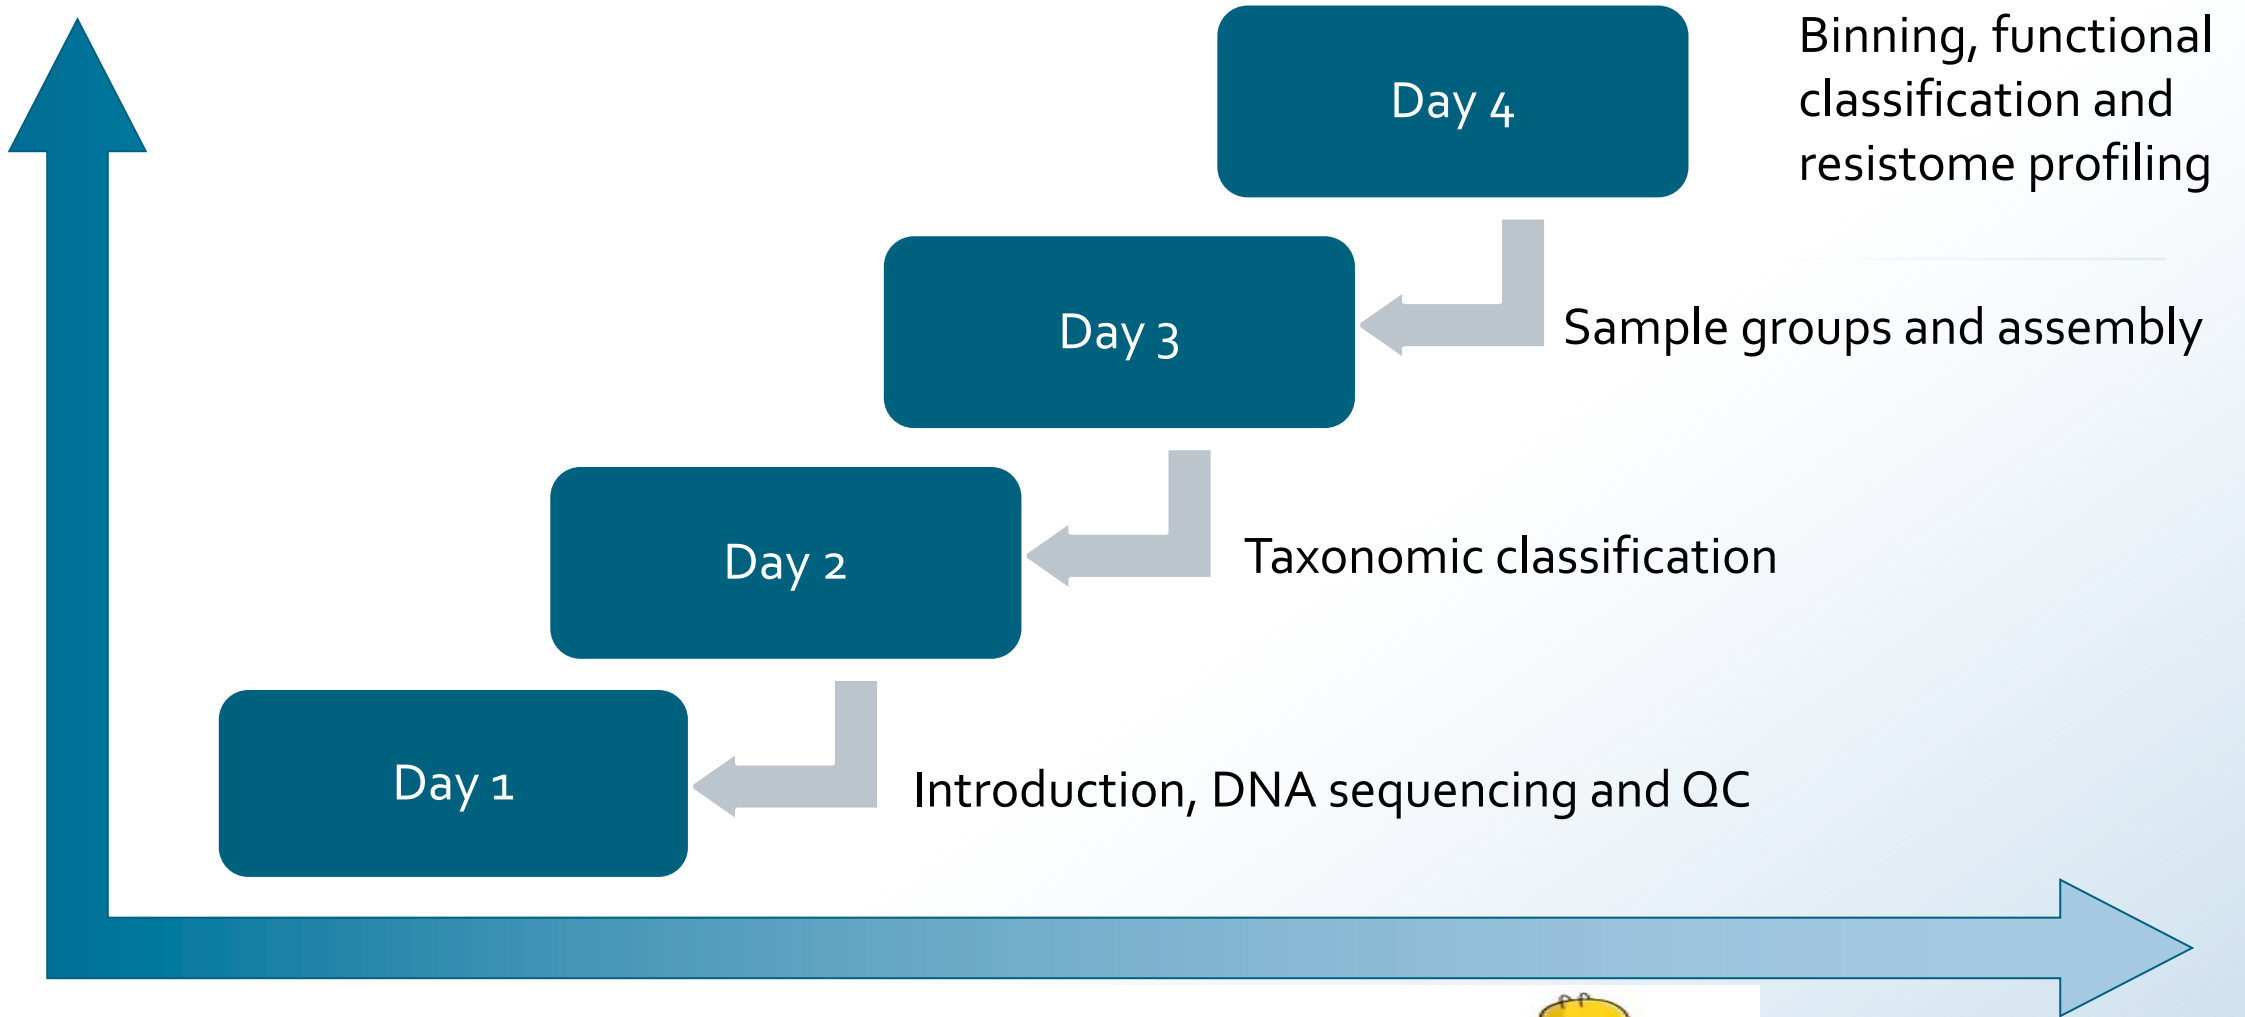 Day 4
Binning, functional
classification and
resistome profiling
Day 3
Sample groups and assembly
Day 2
Taxonomic classification
Day 1
Introduction, DNA sequencing and QC